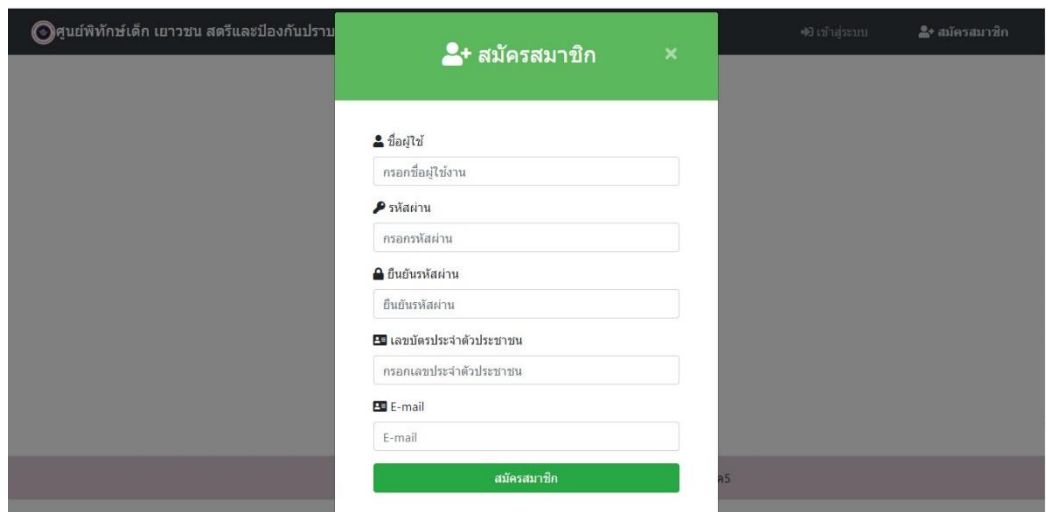 ศูนย์พิทักษ์เด็ก เยาวชน สตรีและป้องกันปราบ
เข้าสู่ระบบ
สมัครสมาชิก
สมัครสมาชิก ×
ชื่อผู้ใช้
กรอกชื่อผู้ใช้งาน
รหัสผ่าน
กรอกรหัสผ่าน
ยืนยันรหัสผ่าน
ยืนยันรหัสผ่าน
เลขบัตรประจำตัวประชาชน
กรอกเลขประจำตัวประชาชน
E-mail
E-mail
สมัครสมาชิก
ค5